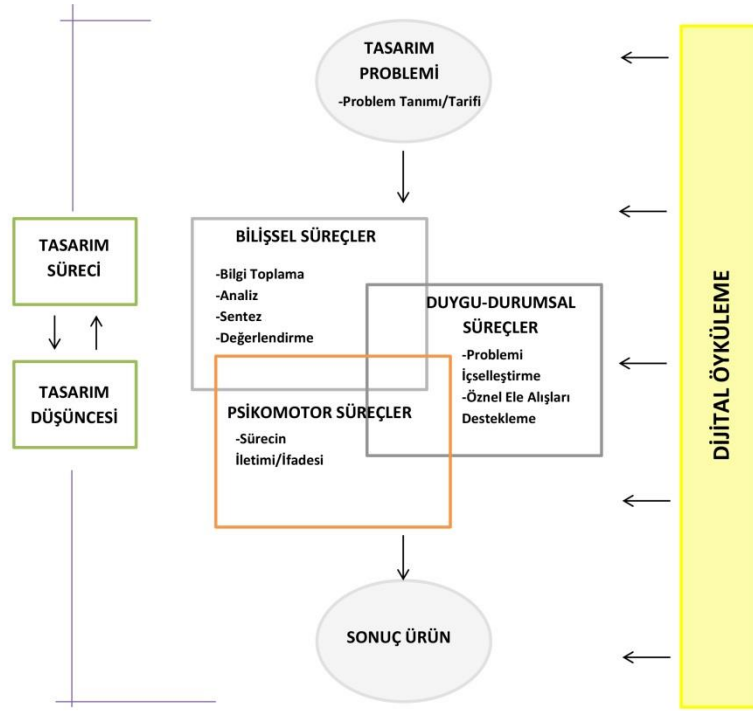 TASARIM
PROBLEMİ
-Problem Tanımı/Tarifi
TASARIM
SÜRECİ
TASARIM
DÜŞÜNCESİ
BİLİŞSEL SÜREÇLER
-Bilgi Toplama
-Analiz
-Sentez
-Değerlendirme
DUYGU-DURUMSAL
SÜREÇLER
-Problemi
İçselleştirme
-Öznel Ele Alışları
Destekleme
PSİKOMOTOR SÜREÇLER
-Sürecin
İletimi/İfadesi
SONUÇ ÜRÜN
DİJİTAL ÖYKÜLEME